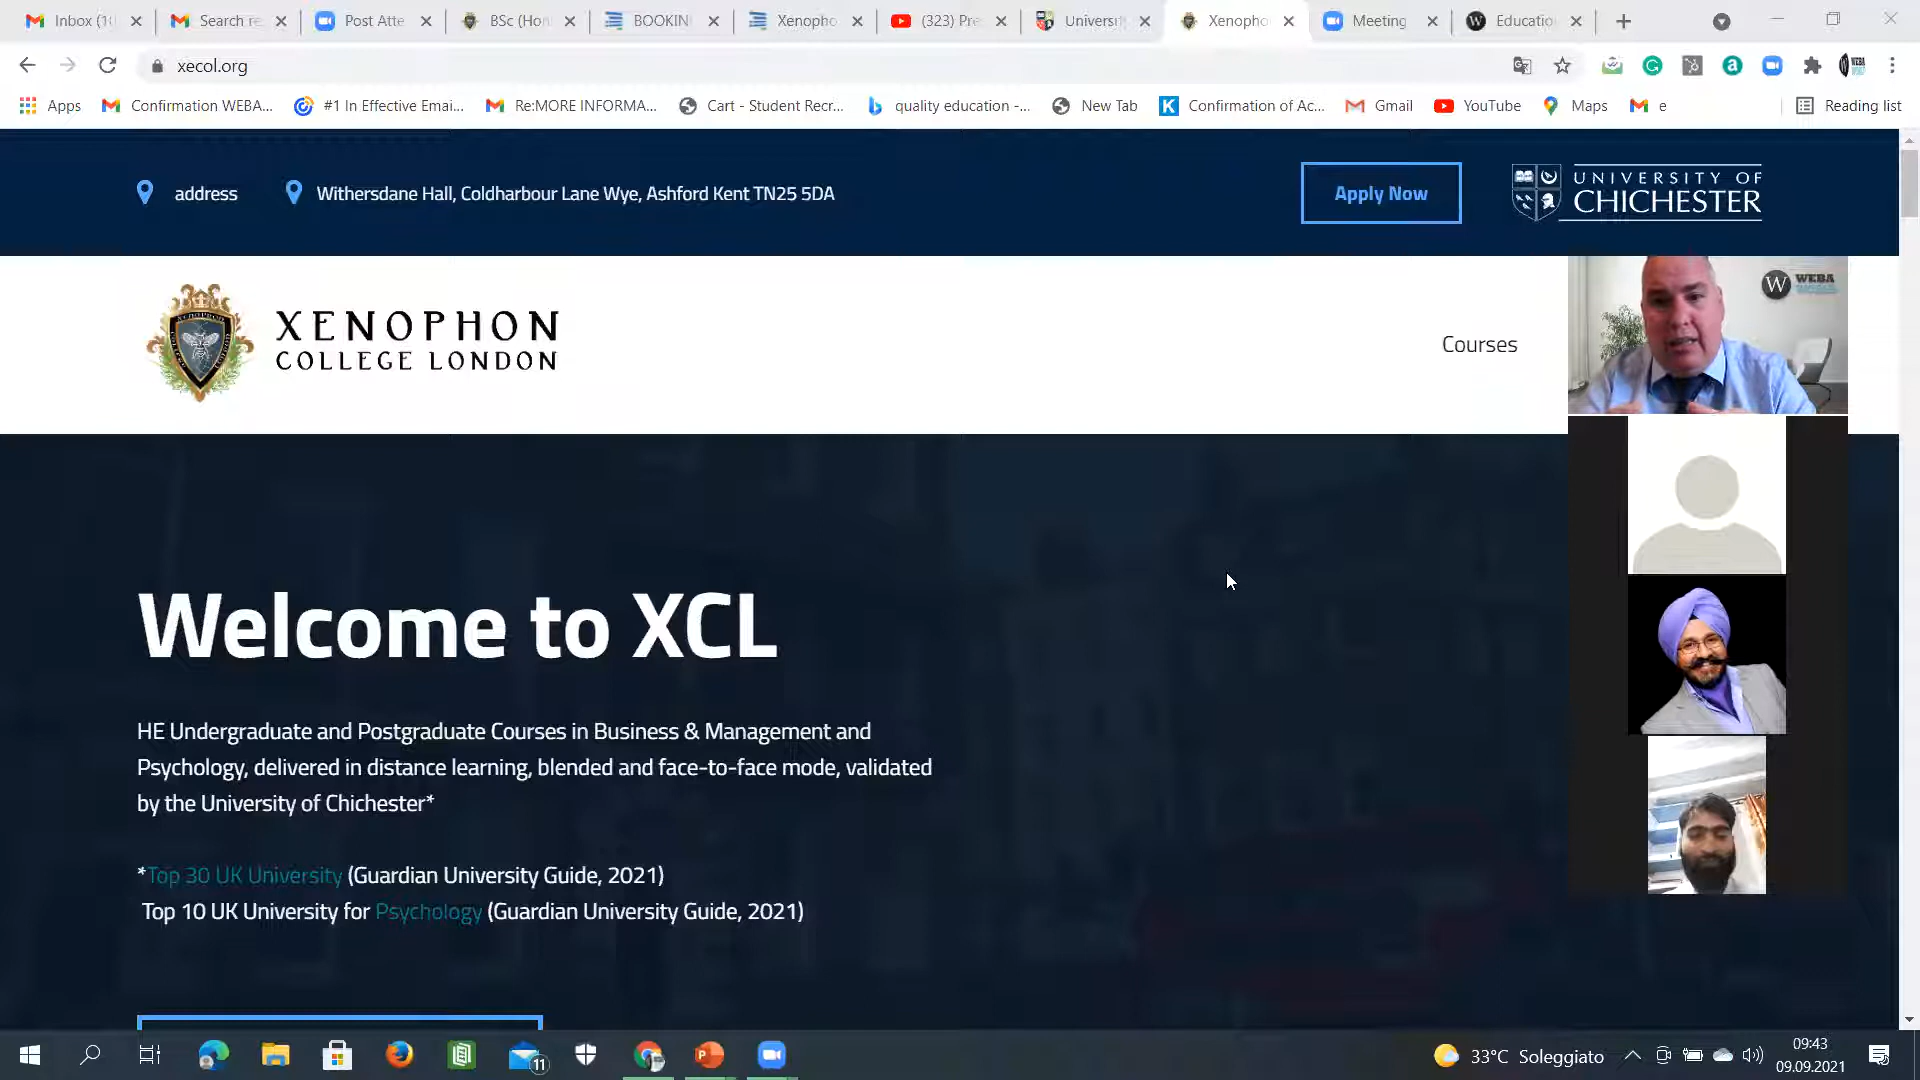 Inbox (1
Search re
Post Atte
BSc (Hon
BOOKIN
Xenopho
(323) Pre
Universit
Xenopho
Meeting
Educatio
xecol.org
Apps
Confirmation WEBA...
#1 In Effective Emai...
Re:MORE INFORMA...
Cart - Student Recr...
quality education -...
New Tab
Confirmation of Ac...
Gmail
YouTube
Maps
e
Reading list
address
Withersdane Hall, Coldharbour Lane Wye, Ashford Kent TN25 5DA
Apply Now
UNIVERSITY OF
CHICHESTER
XENOPHON
COLLEGE LONDON
Courses
W WEBA
Welcome to XCL
HE Undergraduate and Postgraduate Courses in Business & Management and
Psychology, delivered in distance learning, blended and face-to-face mode, validated
by the University of Chichester*
*Top 30 UK University (Guardian University Guide, 2021)
Top 10 UK University for Psychology (Guardian University Guide, 2021)
11
33°C Soleggiato
09:43
09.09.2021